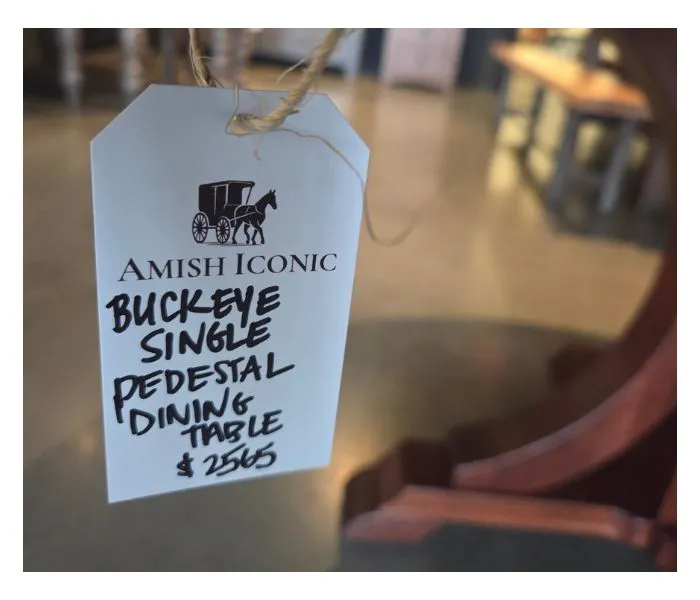 AMISH ICONIC
BUCKEYE
SINGLE
PEDESTAL
DINING
TABLE
$ 2565